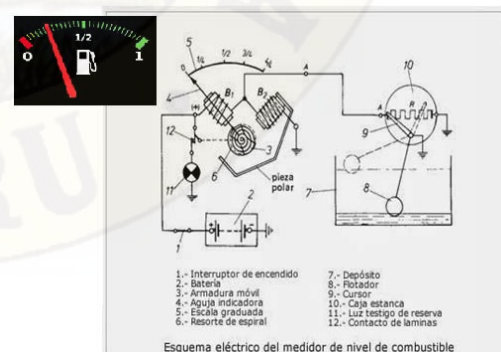 0
1/2
1
5
0
1/4
1/2
3/4
4
B1
B2
A
10
A
R
9
(+)
12
3
11
6
pieza
polar
7
8
2
1
1.- Interruptor de encendido
2.- Batería
3.- Armadura móvil
4.- Aguja indicadora
5.- Escala graduada
6.- Resorte de espiral
7.- Depósito
8.- Flotador
9.- Cursor
10.- Caja estanca
11.- Luz testigo de reserva
12.- Contacto de laminas
Esquema eléctrico del medidor de nivel de combustible